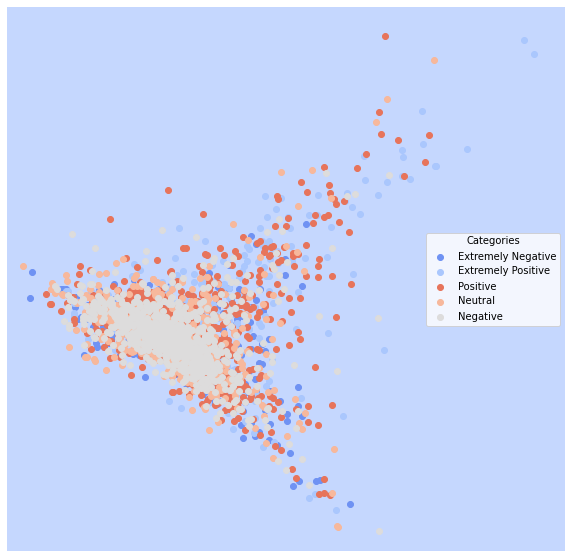 Categories
Extremely Negative
Extremely Positive
Positive
Neutral
Negative